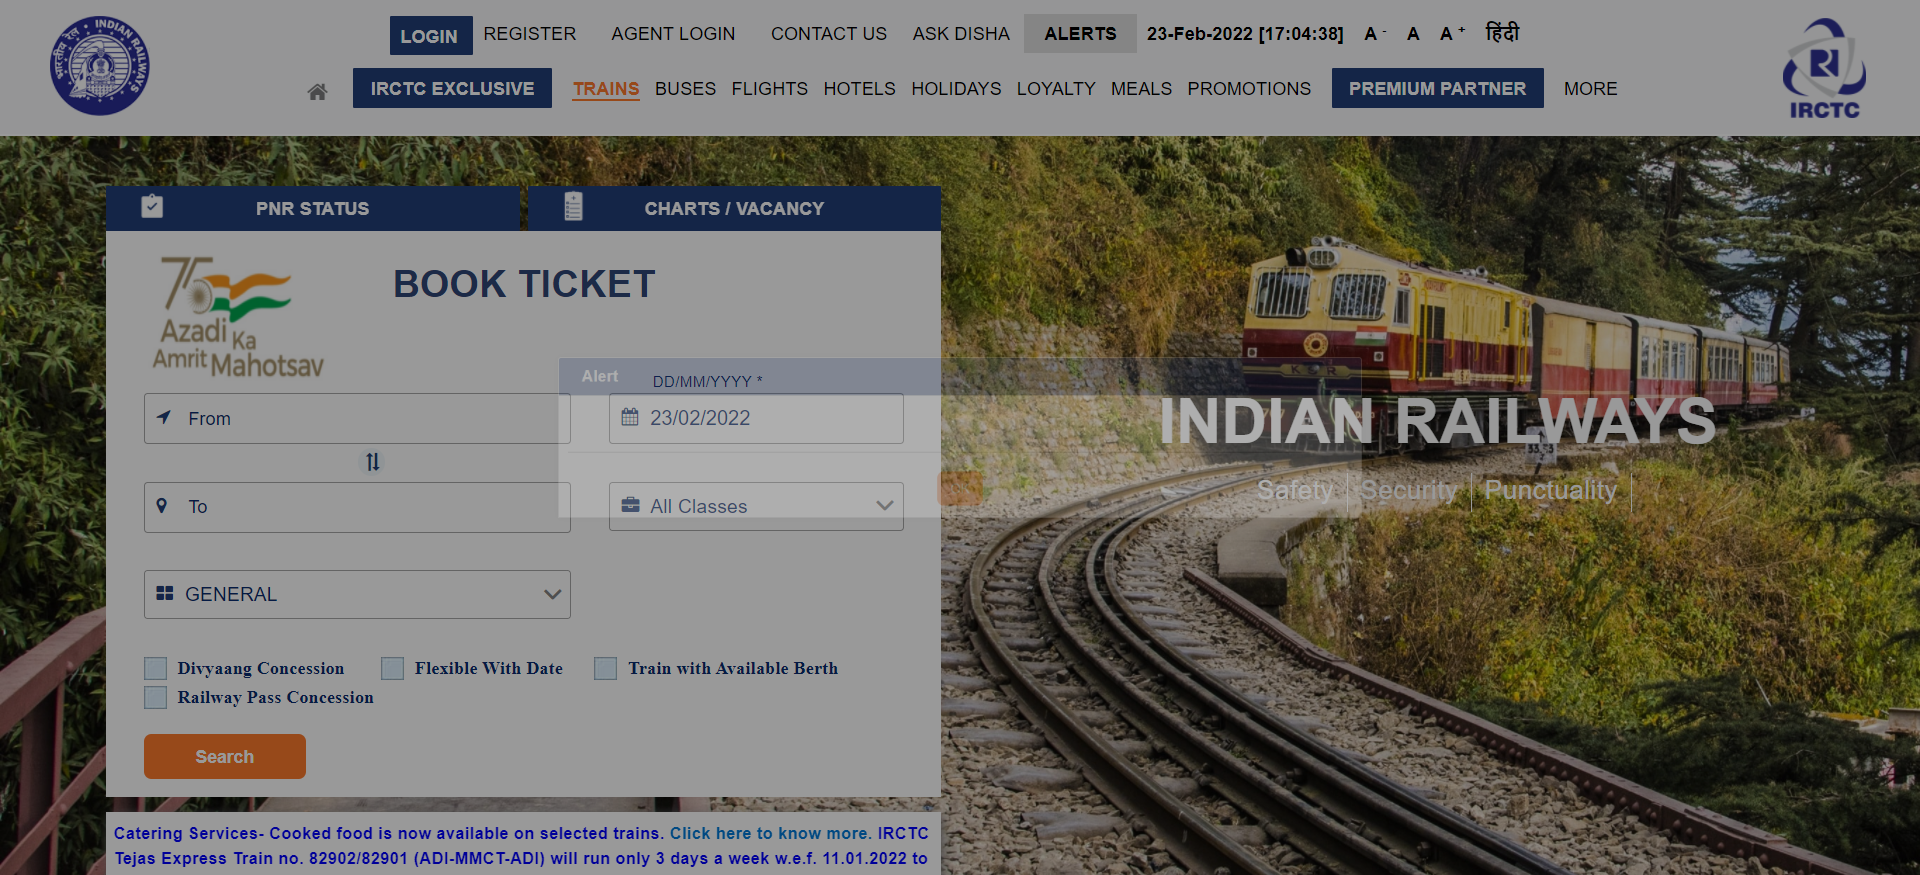 LOGIN REGISTER AGENT LOGIN CONTACT US ASK DISHA ALERTS 23-Feb-2022 [17:04:38] A - A A + हिंदी
INDIAN RAILWAYS
भारतीय रेल
IRCTC EXCLUSIVE TRAINS BUSES FLIGHTS HOTELS HOLIDAYS LOYALTY MEALS PROMOTIONS PREMIUM PARTNER MORE
IRCTC
PNR STATUS CHARTS / VACANCY
BOOK TICKET
75
Azadi Ka
Amrit Mahotsav
Alert DD/MM/YYYY *
From 23/02/2022
INDIAN RAILWAYS
Safety Security Punctuality
To All Classes
GENERAL
Divyaang Concession Flexible With Date Train with Available Berth
Railway Pass Concession
Search
Catering Services- Cooked food is now available on selected trains. Click here to know more. IRCTC
Tejas Express Train no. 82902/82901 (ADI-MMCT-ADI) will run only 3 days a week w.e.f. 11.01.2022 to